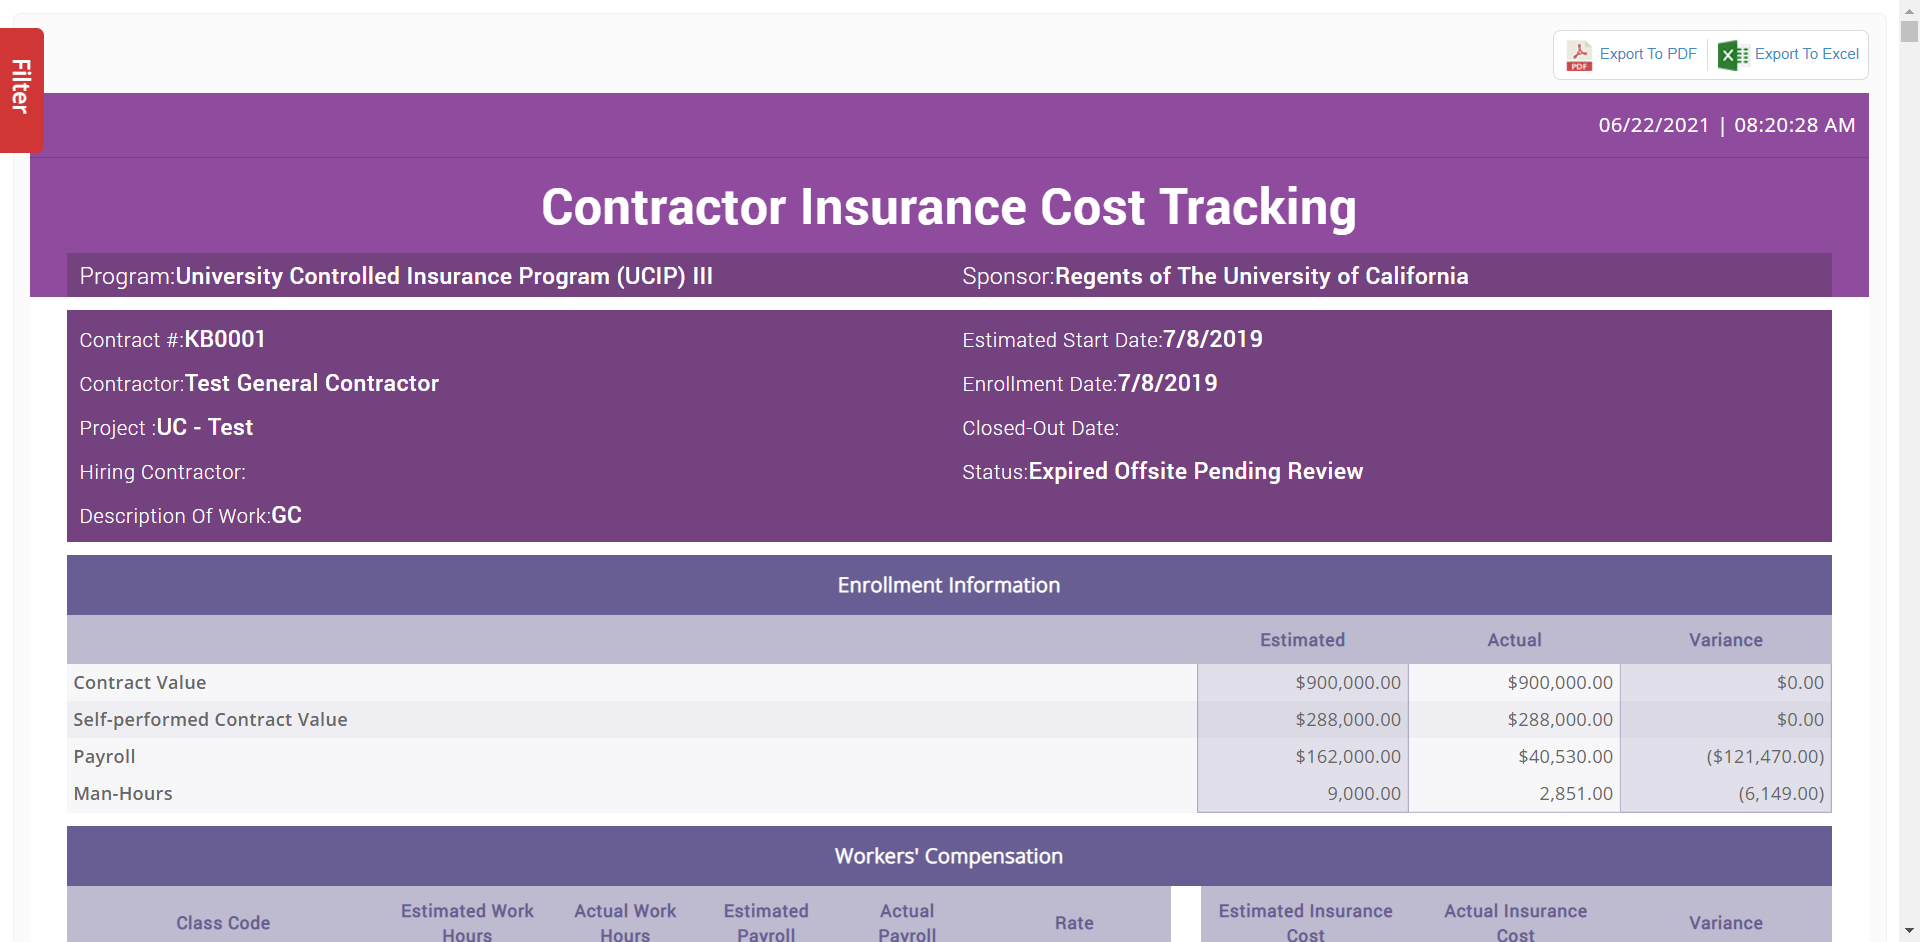 Filter
PDF Export To PDF Export To Excel
06/22/2021 | 08:20:28 AM
Contractor Insurance Cost Tracking
Program:University Controlled Insurance Program (UCIP) III Sponsor:Regents of The University of California
Contract #:KB0001 Estimated Start Date:7/8/2019
Contractor:Test General Contractor Enrollment Date:7/8/2019
Project :UC - Test Closed-Out Date:
Hiring Contractor: Status:Expired Offsite Pending Review
Description Of Work:GC
Enrollment Information
Estimated Actual Variance
Contract Value $900,000.00 $900,000.00 $0.00
Self-performed Contract Value $288,000.00 $288,000.00 $0.00
Payroll $162,000.00 $40,530.00 ($121,470.00)
Man-Hours 9,000.00 2,851.00 (6,149.00)
Workers' Compensation
Class Code Estimated Work Hours Actual Work Hours Estimated Payroll Actual Payroll Rate Estimated Insurance Cost Actual Insurance Cost Variance